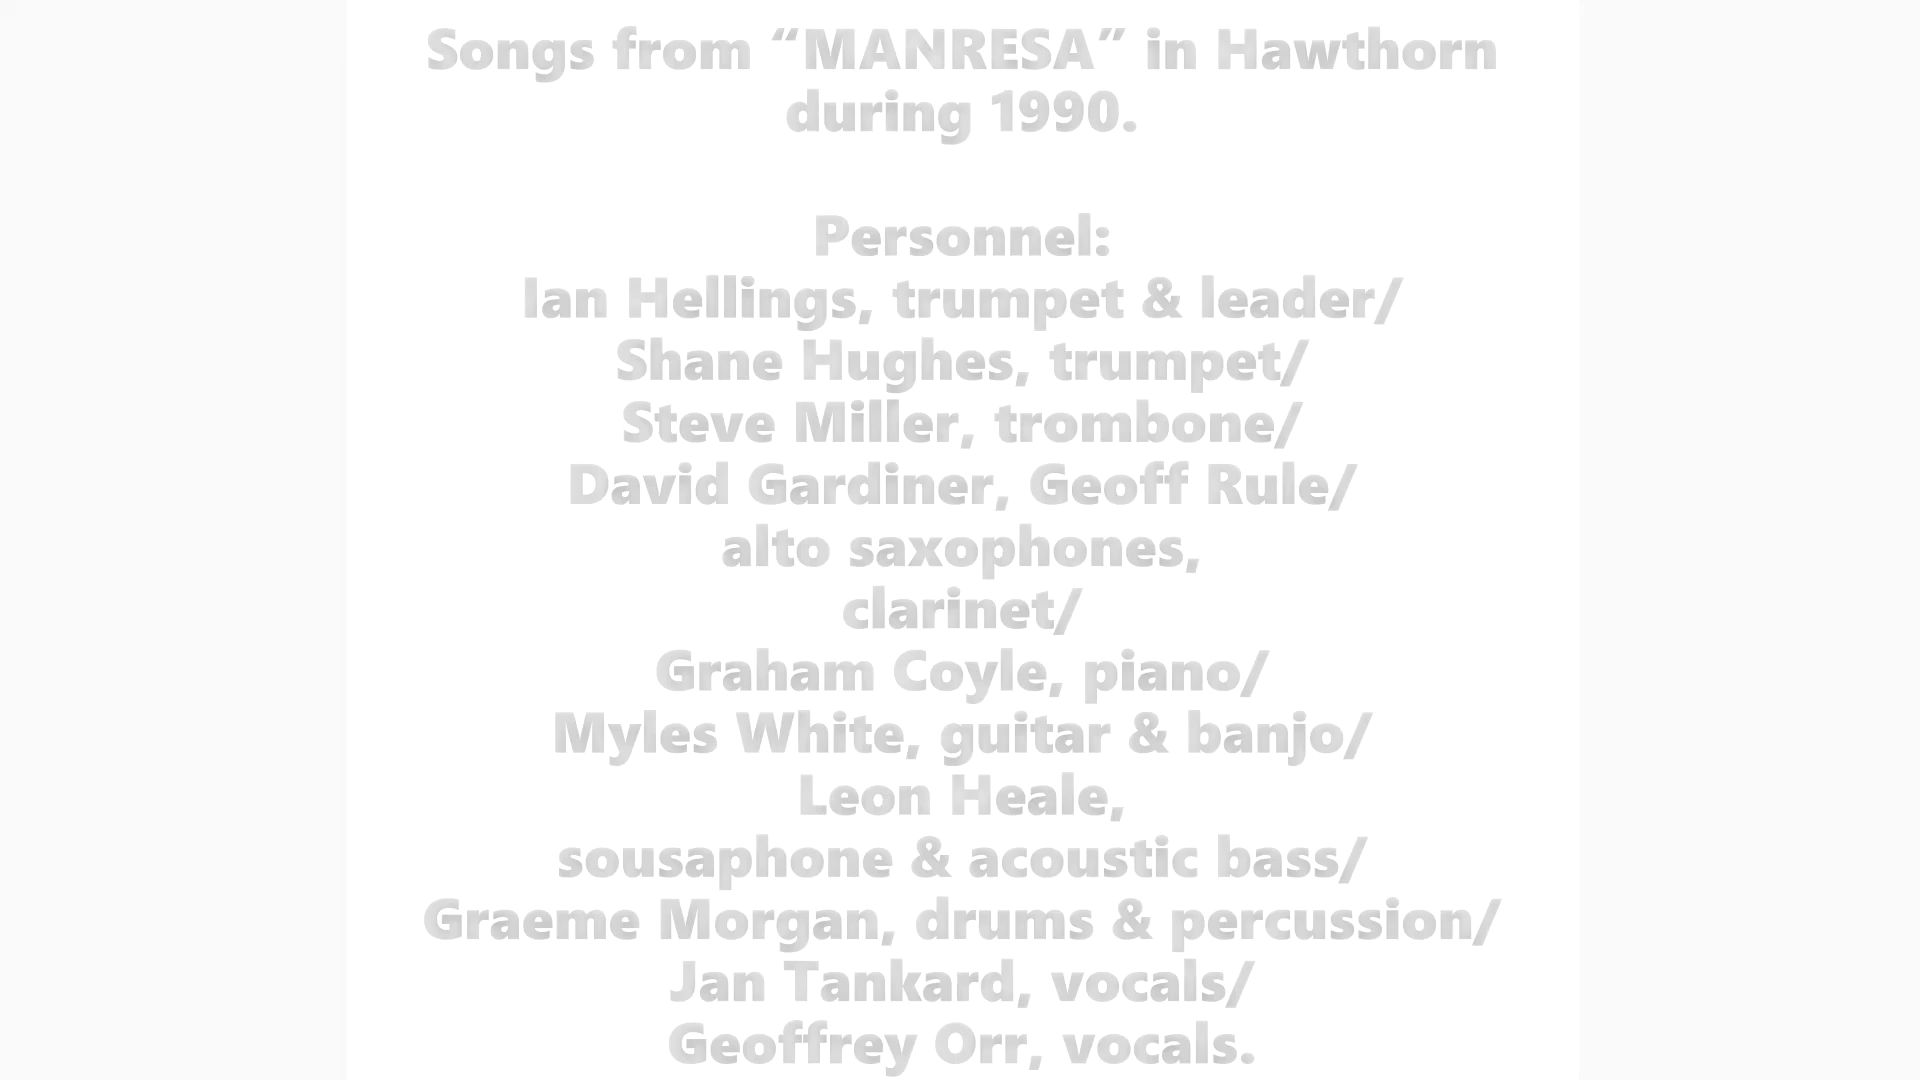 Songs from “MANRESA” in Hawthorn
during 1990.
Personnel:
Ian Hellings, trumpet & leader/
Shane Hughes, trumpet/
Steve Miller, trombone/
David Gardiner, Geoff Rule/
alto saxophones,
clarinet/
Graham Coyle, piano/
Myles White, guitar & banjo/
Leon Heale,
sousaphone & acoustic bass/
Graeme Morgan, drums & percussion/
Jan Tankard, vocals/
Geoffrey Orr, vocals.